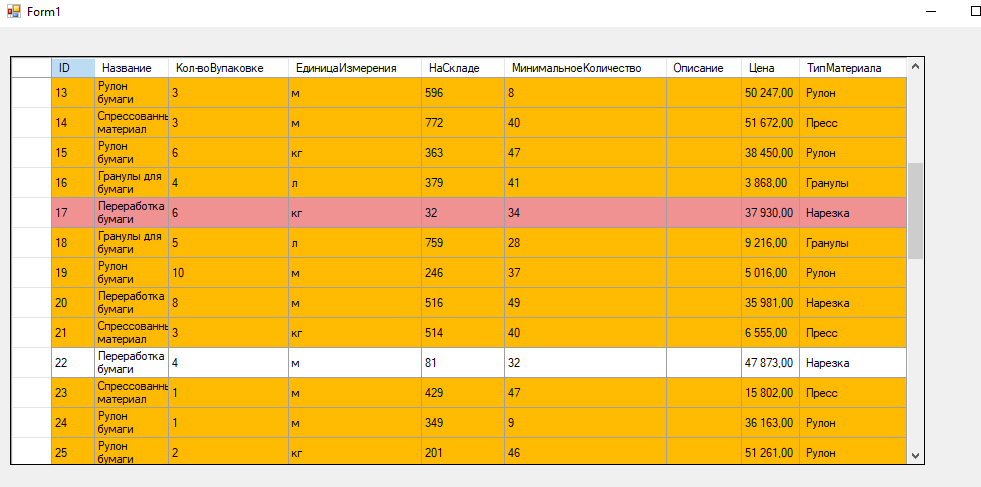 Form1
ID Название Кол-воВупаковке ЕдиницаИзмерения НаСкладе МинимальноеКоличество Описание Цена ТипМатериала
13 Рулон бумаги 3 м 596 8 50 247,00 Рулон
14 Спрессованнь материал 3 м 772 40 51 672,00 Пресс
15 Рулон бумаги 6 кг 363 47 38 450,00 Рулон
16 Гранулы для бумаги 4 л 379 41 3 868,00 Гранулы
17 Переработка бумаги 6 кг 32 34 37 930,00 Нарезка
18 Гранулы для бумаги 5 л 759 28 9 216,00 Гранулы
19 Рулон бумаги 10 м 246 37 5 016,00 Рулон
20 Переработка бумаги 8 м 516 49 35 981,00 Нарезка
21 Спрессованнь материал 3 кг 514 40 6 555,00 Пресс
22 Переработка бумаги 4 м 81 32 47 873,00 Нарезка
23 Спрессованнь материал 1 м 429 47 15 802,00 Пресс
24 Рулон бумаги 1 м 349 9 36 163,00 Рулон
25 Рулон бумаги 2 кг 201 46 51 261,00 Рулон